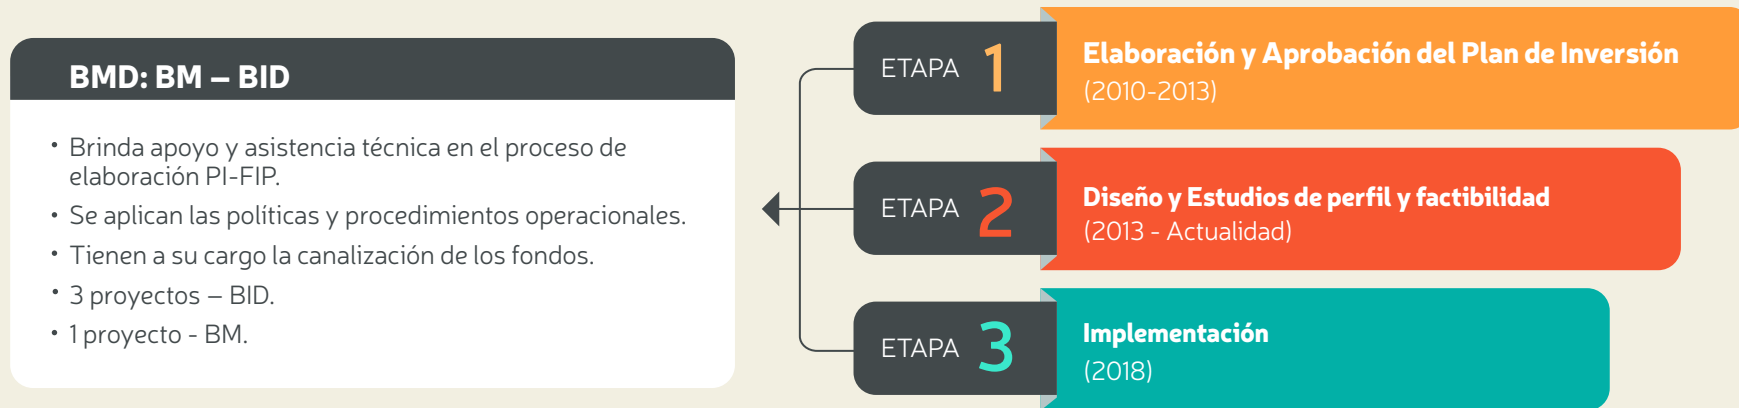 BMD: BM – BID
• Brinda apoyo y asistencia técnica en el proceso de
elaboración PI-FIP.
• Se aplican las políticas y procedimientos operacionales.
• Tienen a su cargo la canalización de los fondos.
• 3 proyectos – BID.
• 1 proyecto - BM.
ETAPA 1
Elaboración y Aprobación del Plan de Inversión
(2010-2013)
ETAPA 2
Diseño y Estudios de perfil y factibilidad
(2013 - Actualidad)
ETAPA 3
Implementación
(2018)